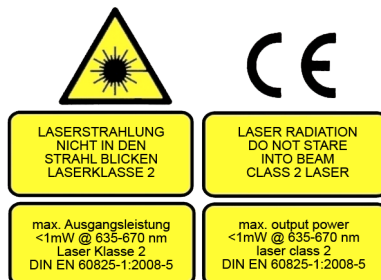 CE
LASERSTRAHLUNG
NICHT IN DEN
STRAHL BLICKEN
LASERKLASSE 2
LASER RADIATION
DO NOT STARE
INTO BEAM
CLASS 2 LASER
max. Ausgangsleistung
<1mW @ 635-670 nm
Laser Klasse 2
DIN EN 60825-1:2008-5
max. output power
<1mW @ 635-670 nm
laser class 2
DIN EN 60825-1:2008-5